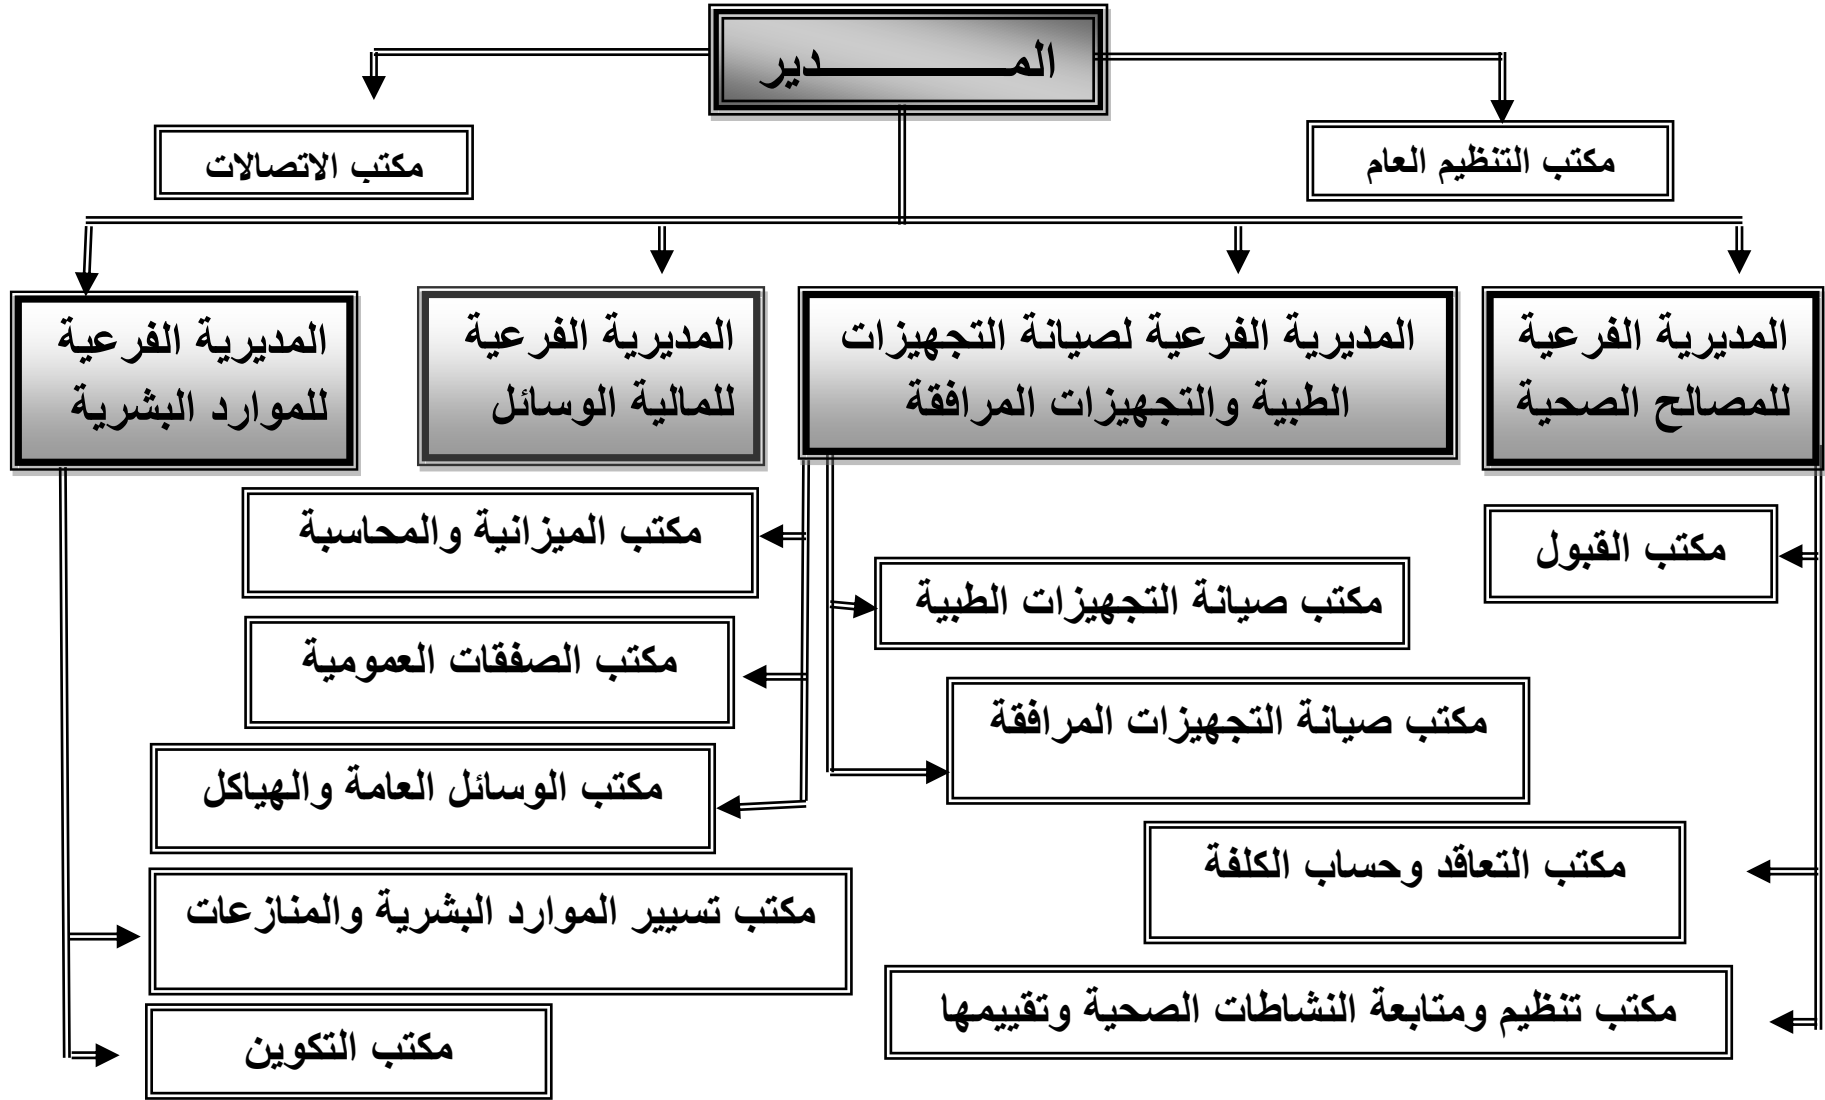 المـــــــــدير
مكتب التنظيم العام
مكتب الاتصالات
المديرية الفرعية
للمصالح الصحية
المديرية الفرعية لصيانة التجهيزات
الطبية والتجهيزات المرافقة
المديرية الفرعية
للمالية الوسائل
المديرية الفرعية
للموارد البشرية
مكتب القبول
مكتب التعاقد وحساب الكلفة
مكتب تنظيم ومتابعة النشاطات الصحية وتقييمها
مكتب صيانة التجهيزات الطبية
مكتب صيانة التجهيزات المرافقة
مكتب الميزانية والمحاسبة
مكتب الصفقات العمومية
مكتب الوسائل العامة والهياكل
مكتب تسيير الموارد البشرية والمنازعات
مكتب التكوين